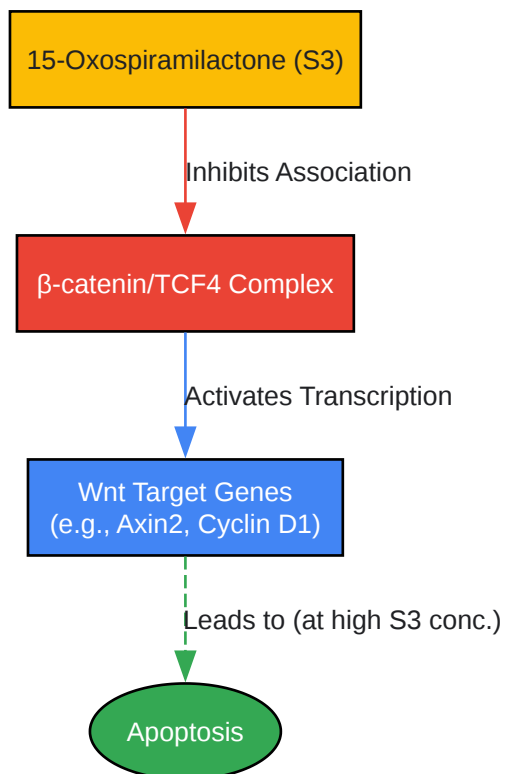 15-Oxospiramilactone (S3)
Inhibits Association
β-catenin/TCF4 Complex
Activates Transcription
Wnt Target Genes
(e.g., Axin2, Cyclin D1)
Leads to (at high S3 conc.)
Apoptosis